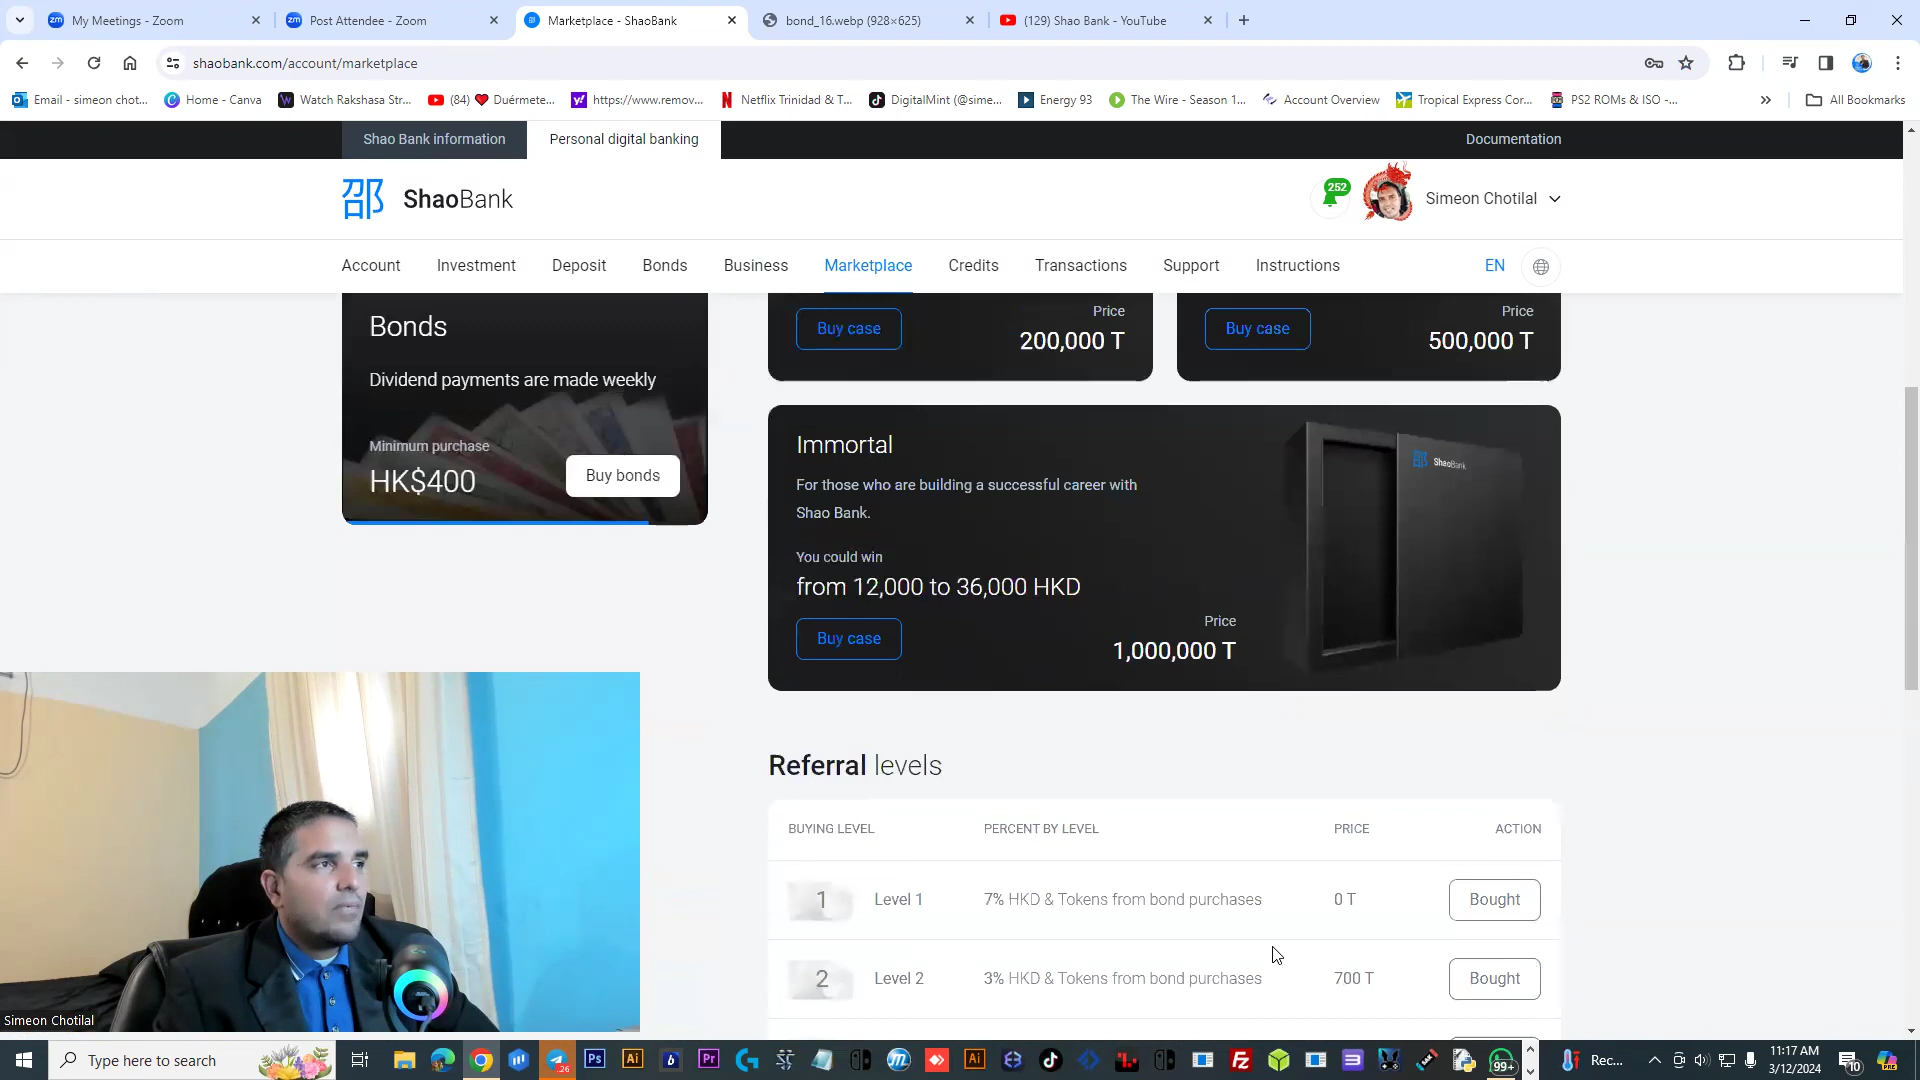 My Meetings - Zoom
Post Attendee - Zoom
Marketplace - ShaoBank
bond_16.webp (928×625)
(129) Shao Bank - YouTube
shaobank.com/account/marketplace
Email - simeon chot...
Home - Canva
Watch Rakshasa Str...
(84) ❤ Duérmete...
https://www.remov...
Netflix Trinidad & T...
DigitalMint (@sime...
Energy 93
The Wire - Season 1...
Account Overview
Tropical Express Cor...
PS2 ROMs & ISO -...
All Bookmarks
Shao Bank information
Personal digital banking
Documentation
邵 ShaoBank
252
Simeon Chotilal
Account
Investment
Deposit
Bonds
Business
Marketplace
Credits
Transactions
Support
Instructions
EN
Bonds
Dividend payments are made weekly
Minimum purchase
HK$400
Buy bonds
Buy case
Price
200,000 T
Buy case
Price
500,000 T
Immortal
For those who are building a successful career with
Shao Bank.
You could win
from 12,000 to 36,000 HKD
Buy case
Price
1,000,000 T
邵 ShaoBank
Referral levels
BUYING LEVEL PERCENT BY LEVEL PRICE ACTION
1 Level 1 7% HKD & Tokens from bond purchases 0 T Bought
2 Level 2 3% HKD & Tokens from bond purchases 700 T Bought
Simeon Chotilal
Type here to search
Rec...
11:17 AM
3/12/2024